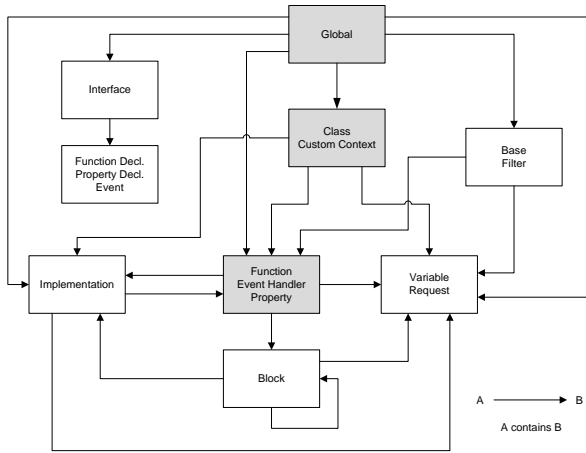 Global
Interface
Class
Custom Context
Base
Filter
Function Decl.
Property Decl.
Event
Implementation
Function
Event Handler
Property
Variable
Request
Block
A
B
A contains B